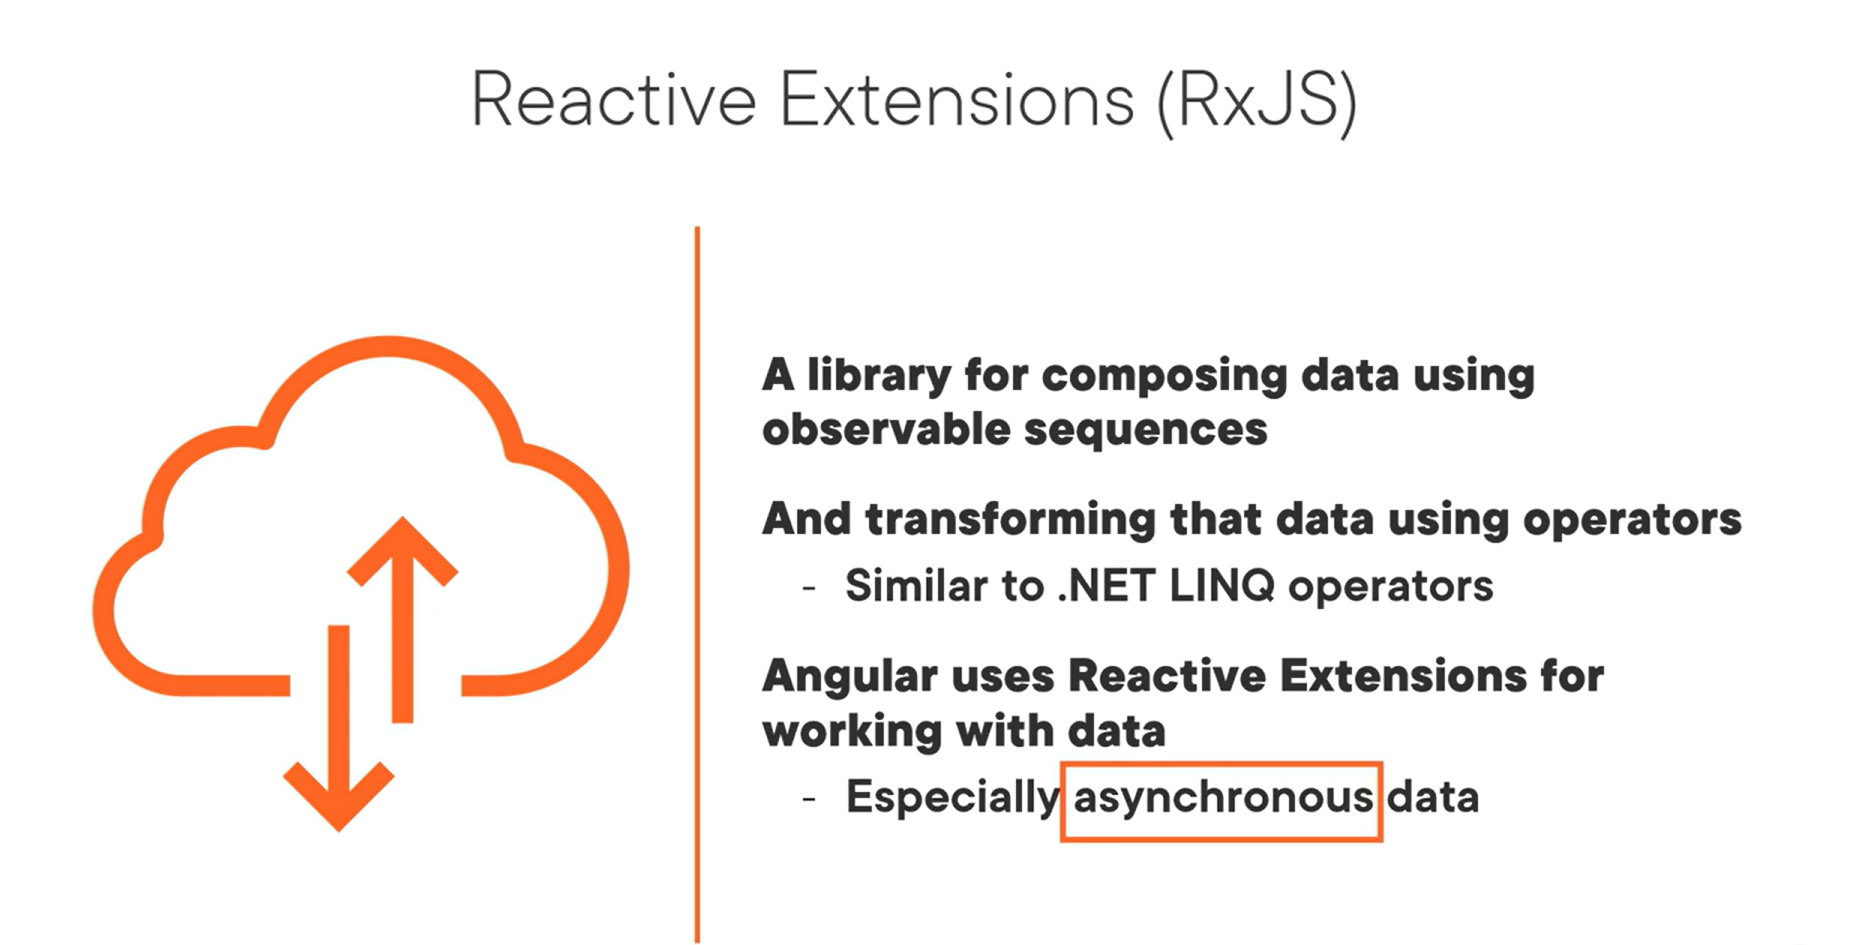 Reactive Extensions (RxJS)
A library for composing data using
observable sequences
And transforming that data using operators
- Similar to .NET LINQ operators
Angular uses Reactive Extensions for
working with data
- Especially asynchronous data